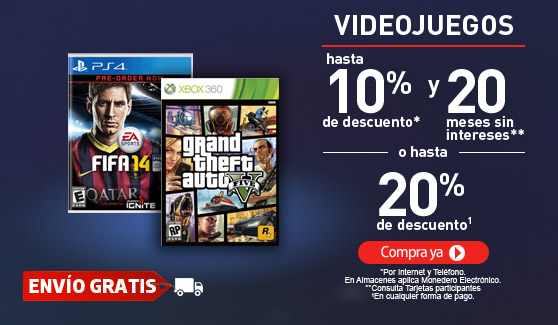 VIDEOJUEGOS
hasta
10% y 20
de descuento*
meses sin
intereses**
o hasta
20%
de descuento¹
Compra ya
*Por Internet y Teléfono.
En Almacenes aplica Monedero Electrónico.
**Consulta Tarjetas participantes
¹En cualquier forma de pago.
PS4
PRE-ORDER NOW
EA
SPORTS
FIFA 14
QATAR
IGNITE
E
XBOX 360
grand
theft
auto
V
FIVE
RP
R
ENVÍO GRATIS